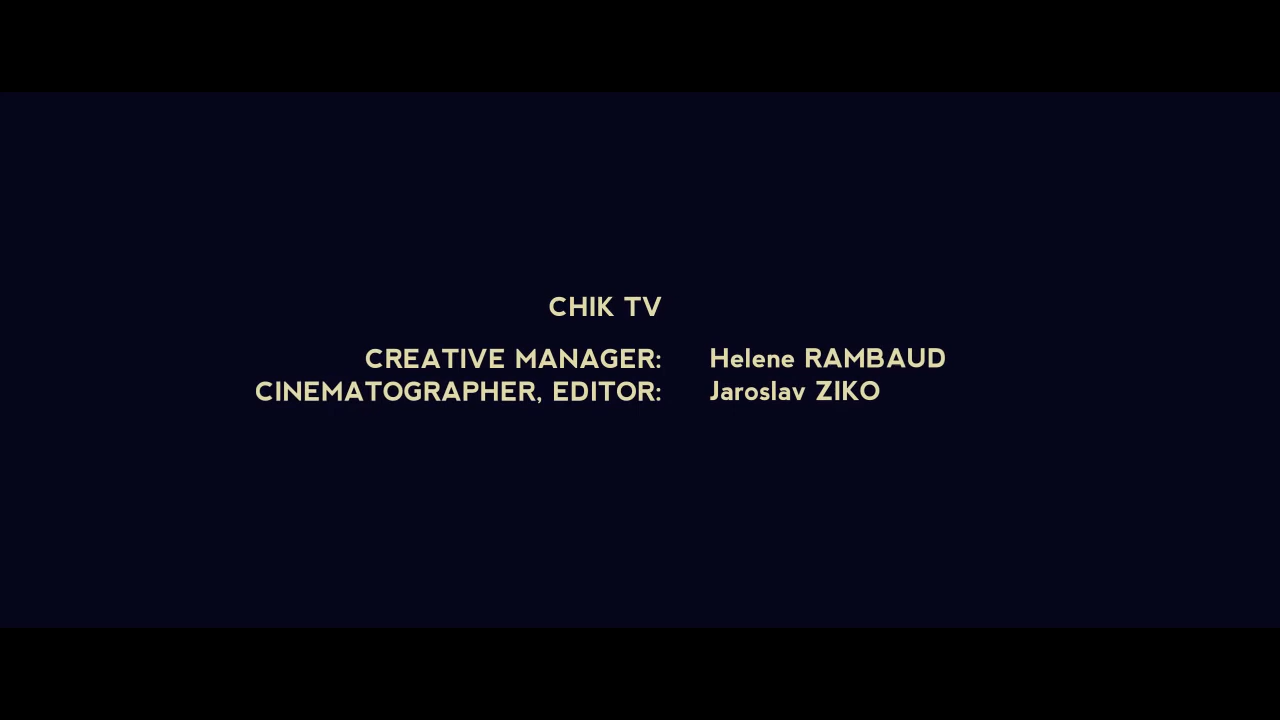 CHIK TV
CREATIVE MANAGER: Helene RAMBAUD
CINEMATOGRAPHER, EDITOR: Jaroslav ZIKO